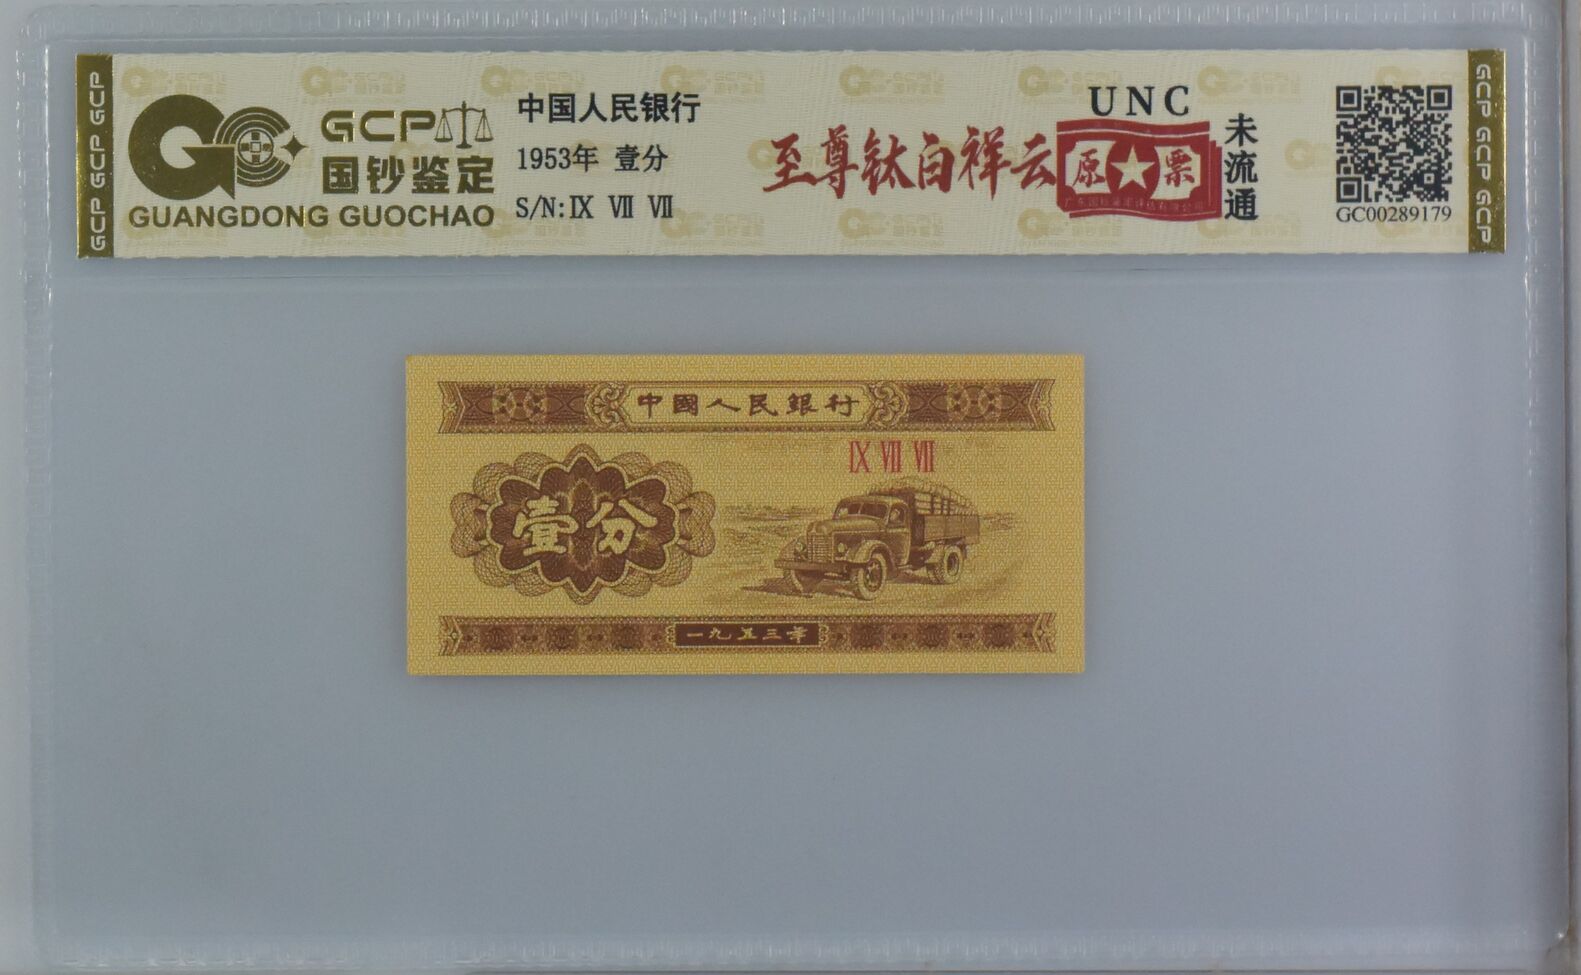 GCP GCP GCP
GCP
国钞鉴定
GUANGDONG GUOCHAO
中国人民银行
1953年 壹分
S/N:Ⅸ Ⅶ Ⅶ
至尊钛白祥云
UNC
原★票
未流通
GC00289179
GCP GCP GCP
中國人民銀行
Ⅸ Ⅶ Ⅶ
壹分
一九五三年